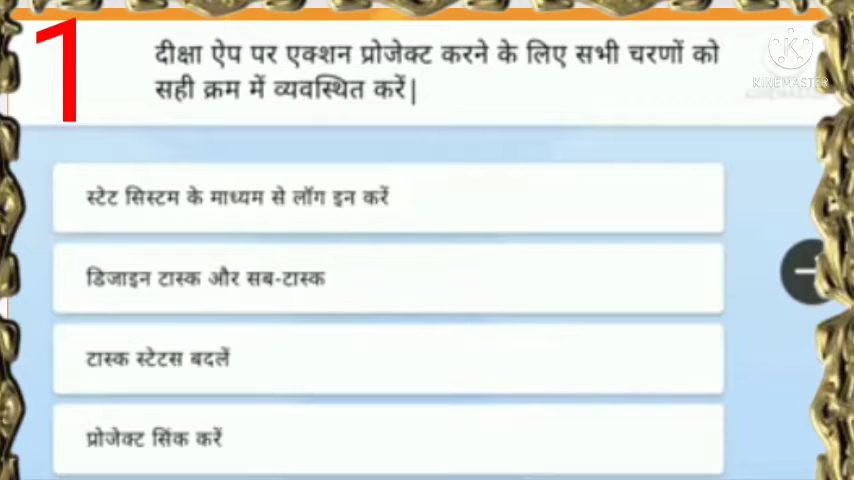 1
दीक्षा ऐप पर एक्शन प्रोजेक्ट करने के लिए सभी चरणों को
सही क्रम में व्यवस्थित करें|
KINEMASTER
स्टेट सिस्टम के माध्यम से लॉग इन करें
डिजाइन टास्क और सब-टास्क
टास्क स्टेटस बदलें
प्रोजेक्ट सिंक करें